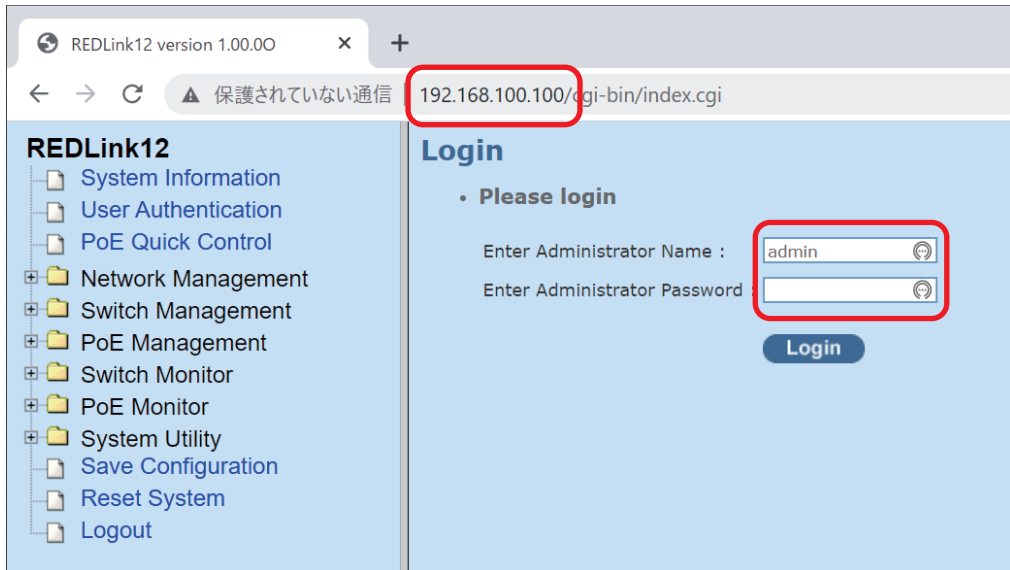 REDLink12 version 1.00.0O
保護されていない通信 192.168.100.100/cgi-bin/index.cgi
REDLink12
System Information
User Authentication
PoE Quick Control
Network Management
Switch Management
PoE Management
Switch Monitor
PoE Monitor
System Utility
Save Configuration
Reset System
Logout
Login
• Please login
Enter Administrator Name : admin
Enter Administrator Password :
Login